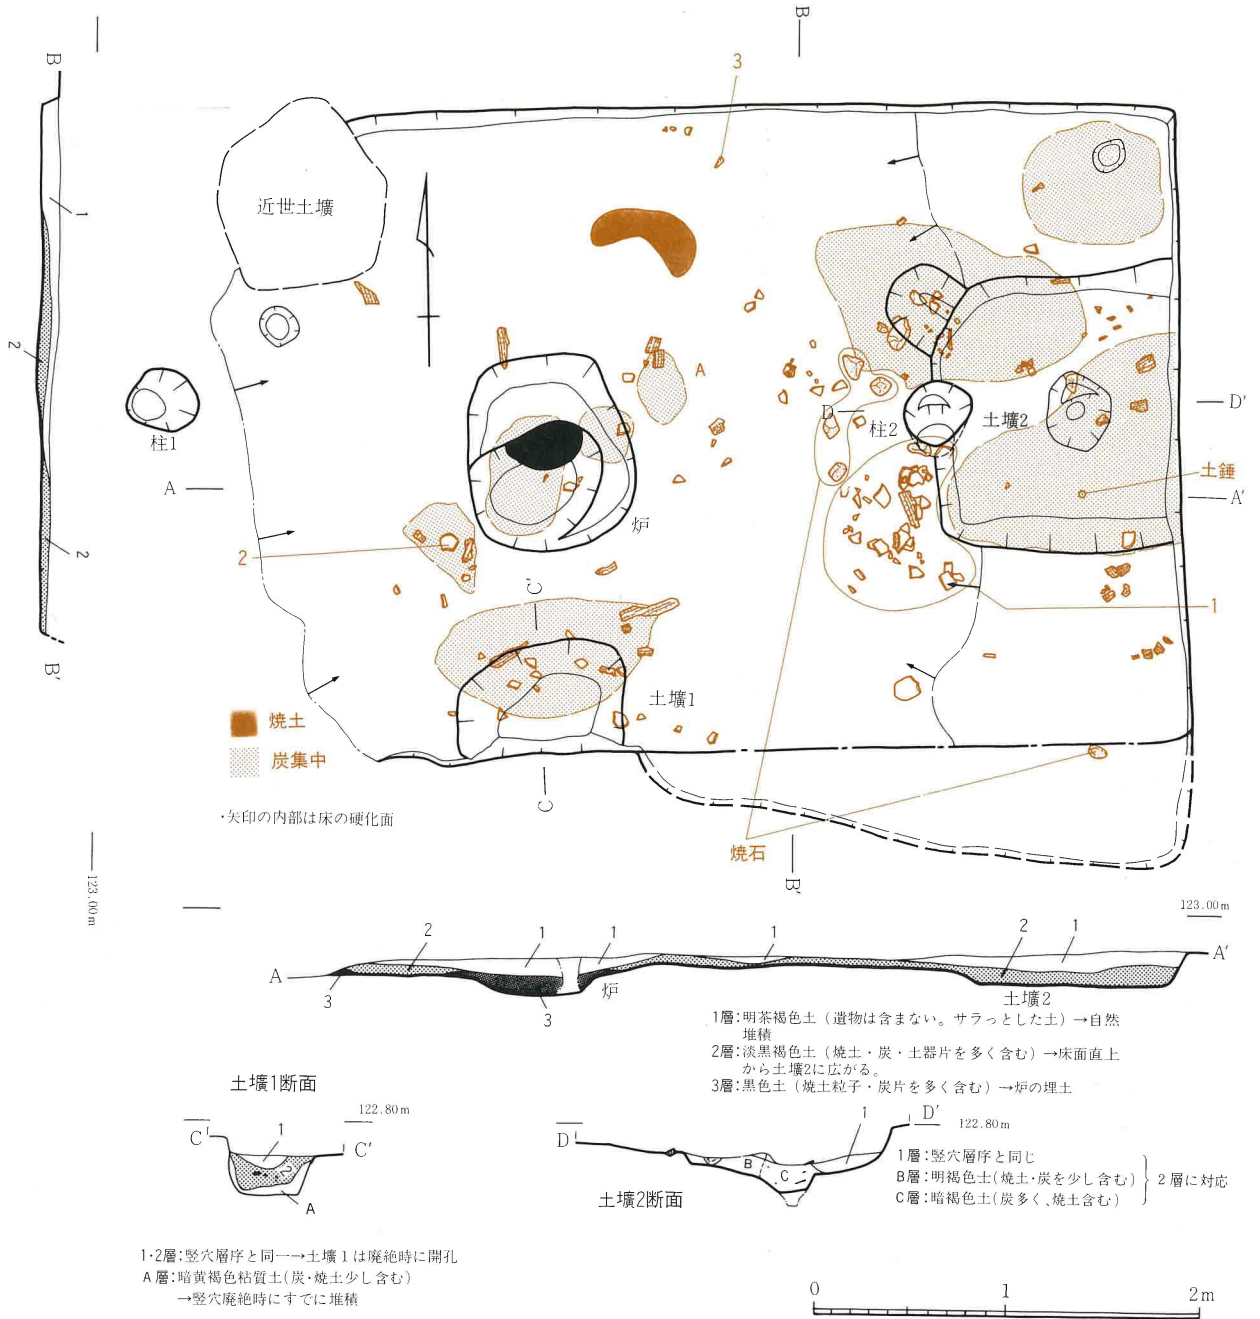 B
3
B
近世土壙
1
2
A
D
柱2
土壙2
D'
柱1
土錘
A
A'
炉
2
2
C'
1
B'
土壙1
焼土
炭集中
C
・矢印の内部は床の硬化面
焼石
B'
123.00m
123.00m
2
1
1
1
2
1
A
A'
3
炉
3
土壙2
1層:明茶褐色土(遺物は含まない。サラっとした土)→自然
堆積
2層:淡黒褐色土(焼土・炭・土器片を多く含む)→床面直上
から土壙2に広がる。
3層:黒色土(焼土粒子・炭片を多く含む)→炉の埋土
土壙1断面
122.80m
C'
1
C'
2
A
D
1
D'
122.80m
B
C
土壙2断面
1層:竪穴層序と同じ
B層:明褐色土(焼土・炭を少し含む)
C層:暗褐色土(炭多く、焼土含む)
2層に対応
1・2層:竪穴層序と同一→土壙1は廃絶時に開孔
A層:暗黄褐色粘質土(炭・焼土少し含む)
→竪穴廃絶時にすでに堆積
0
1
2m